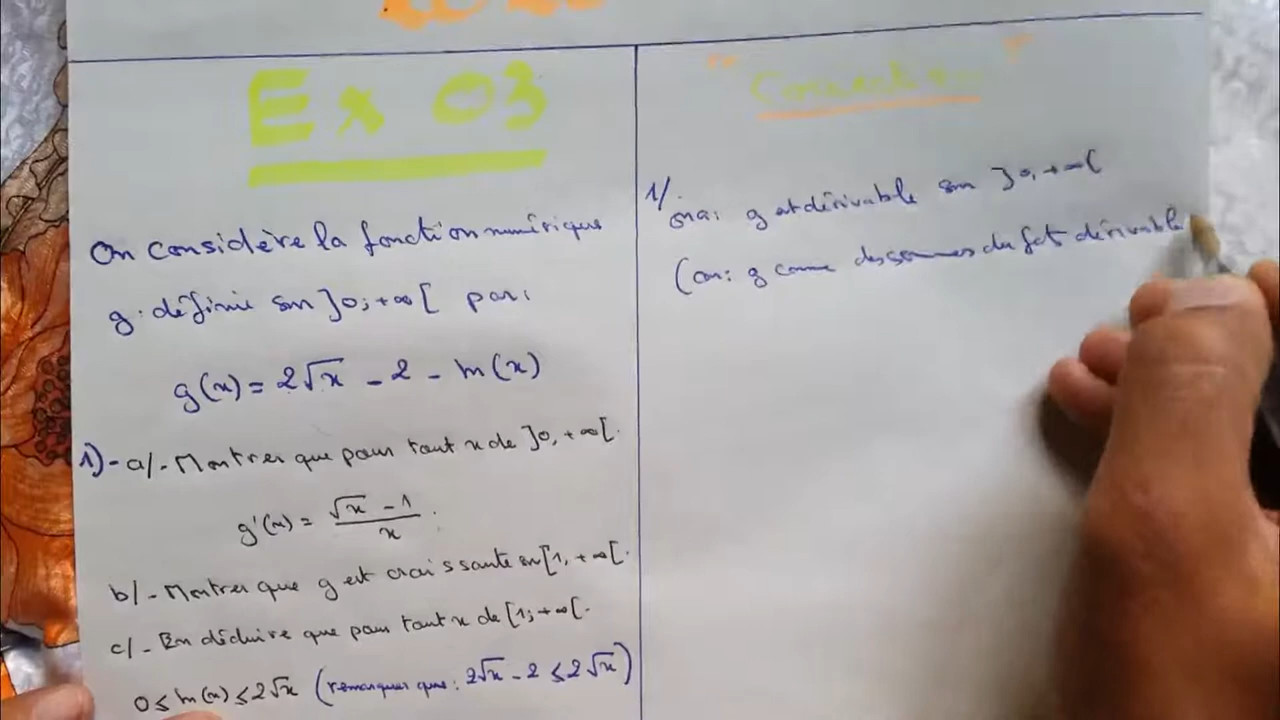 Ex 03
On considère la fonction numérique
g. définie sur ]0; +∞[ par:
g(x) = 2√x - 2 - ln(x)
1)- a/- Montrer que pour tout x de ]0, +∞[.
g'(x) = (√x - 1)/x.
b/- Montrer que g est croissante sur [1, +∞[.
c/- En déduire que pour tout x de [1; +∞[.
0 ≤ ln(x) ≤ 2√x (remarquer que: 2√x - 2 ≤ 2√x)
"Correction"
1/. on a: g est dérivable sur ]0, +∞[
(car: g comme des sommes des fct dérivable